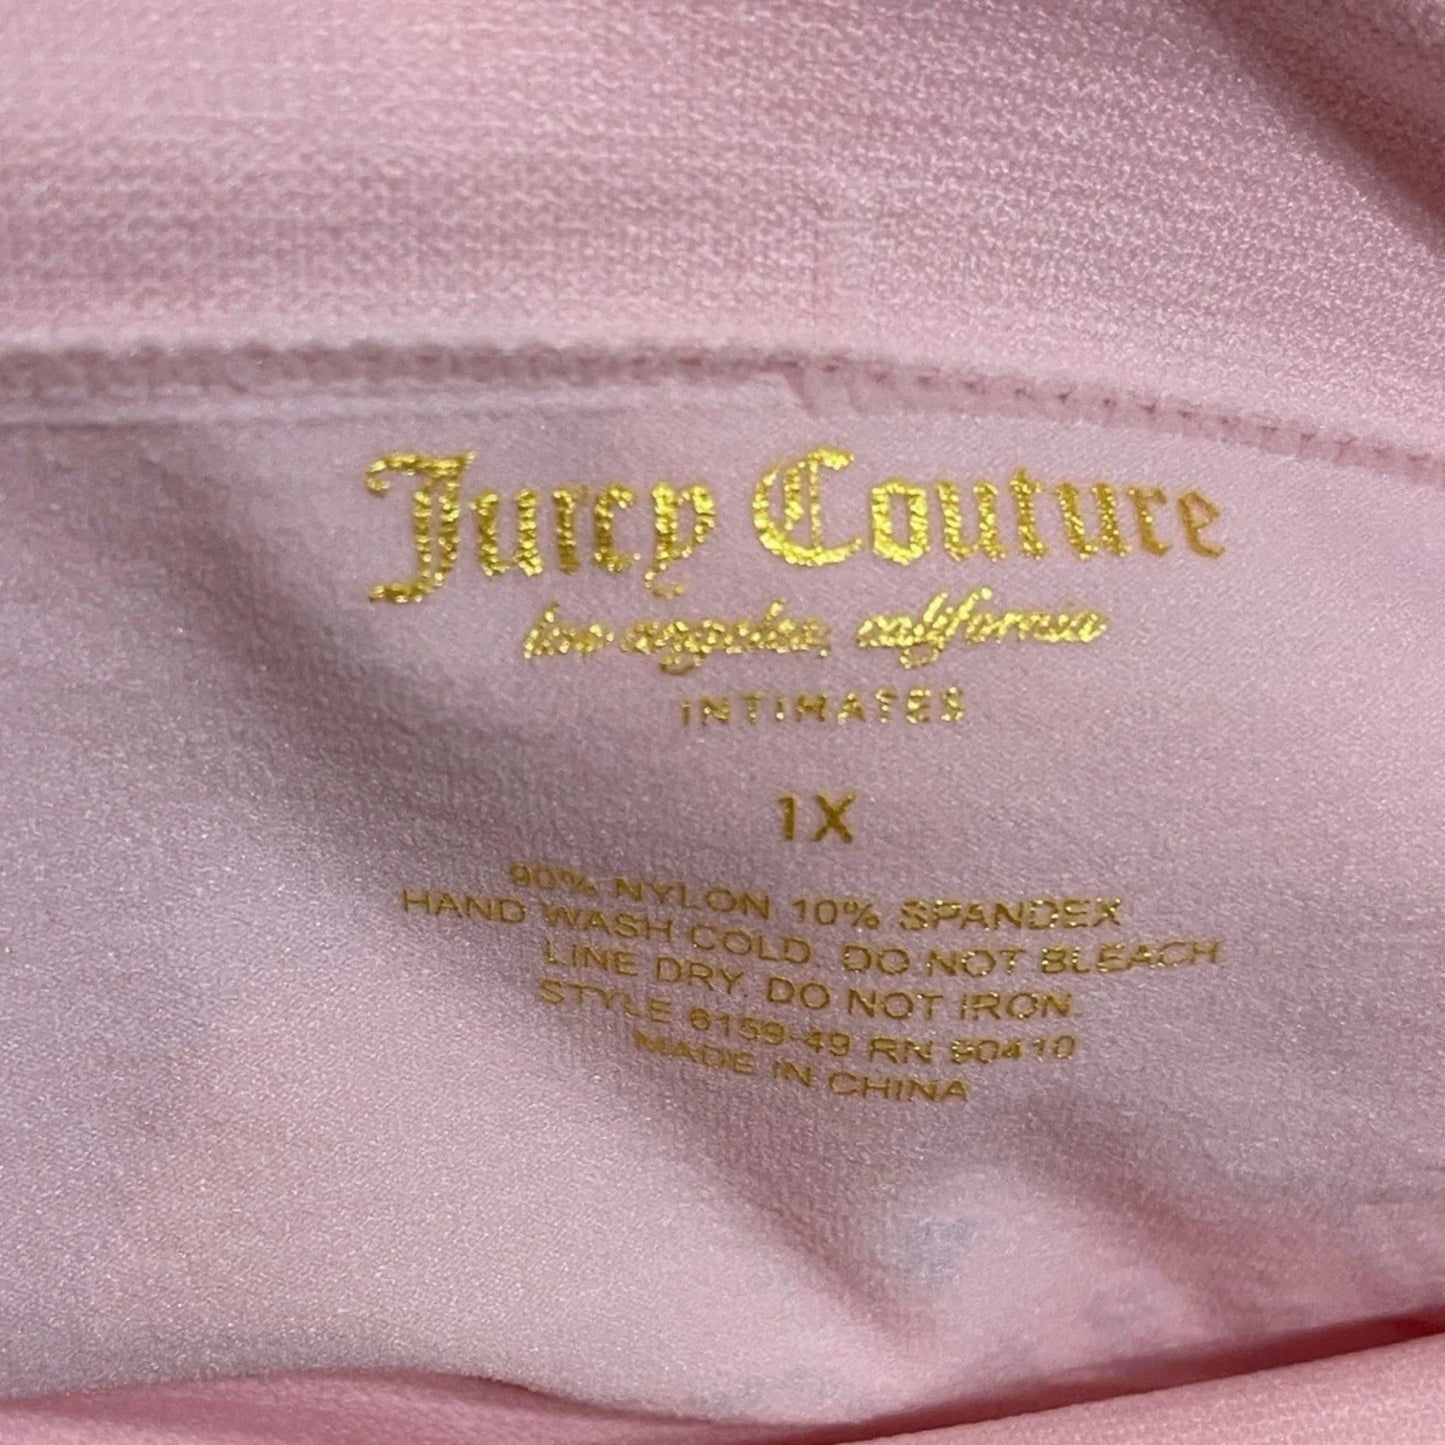 Juicy Couture
los angeles, california
INTIMATES
1X
90% NYLON 10% SPANDEX
HAND WASH COLD. DO NOT BLEACH
LINE DRY. DO NOT IRON.
STYLE 6159-49 RN 90410
MADE IN CHINA